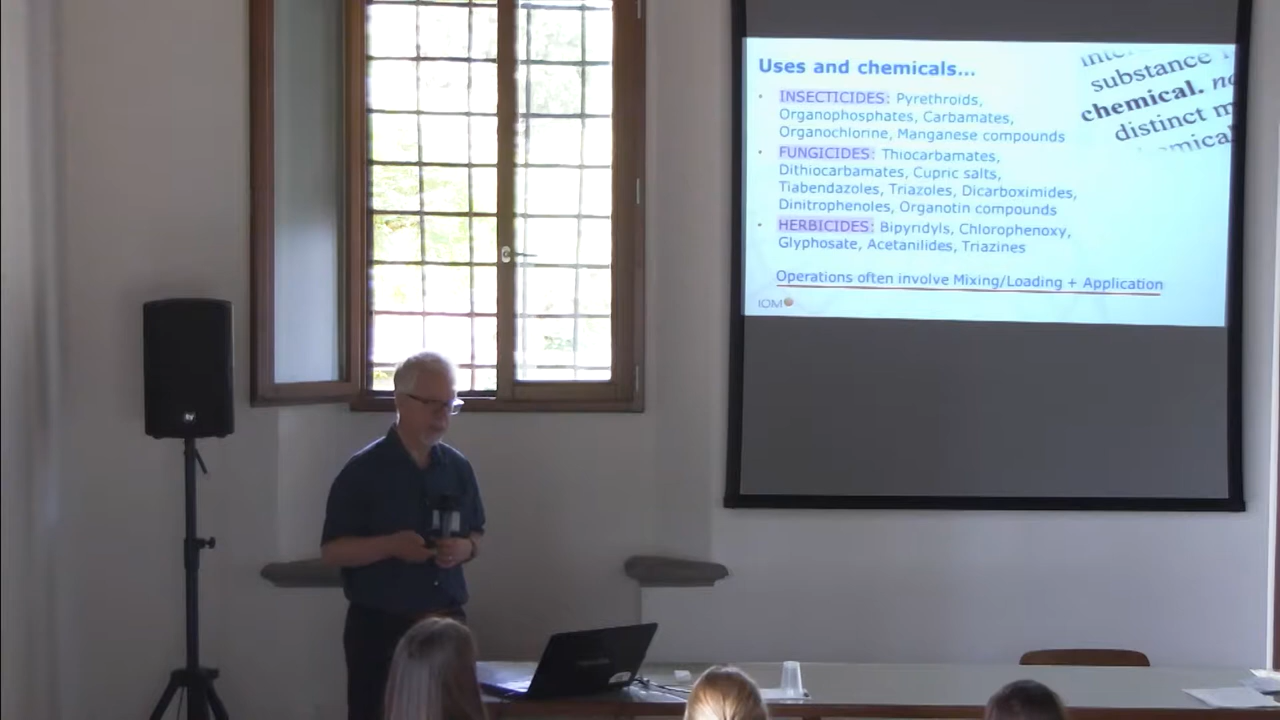 Uses and chemicals...
substance
chemical. no
distinct m
• INSECTICIDES: Pyrethroids,
Organophosphates, Carbamates,
Organochlorine, Manganese compounds
• FUNGICIDES: Thiocarbamates,
Dithiocarbamates, Cupric salts,
Tiabendazoles, Triazoles, Dicarboximides,
Dinitrophenoles, Organotin compounds
• HERBICIDES: Bipyridyls, Chlorophenoxy,
Glyphosate, Acetanilides, Triazines
Operations often involve Mixing/Loading + Application
IOM